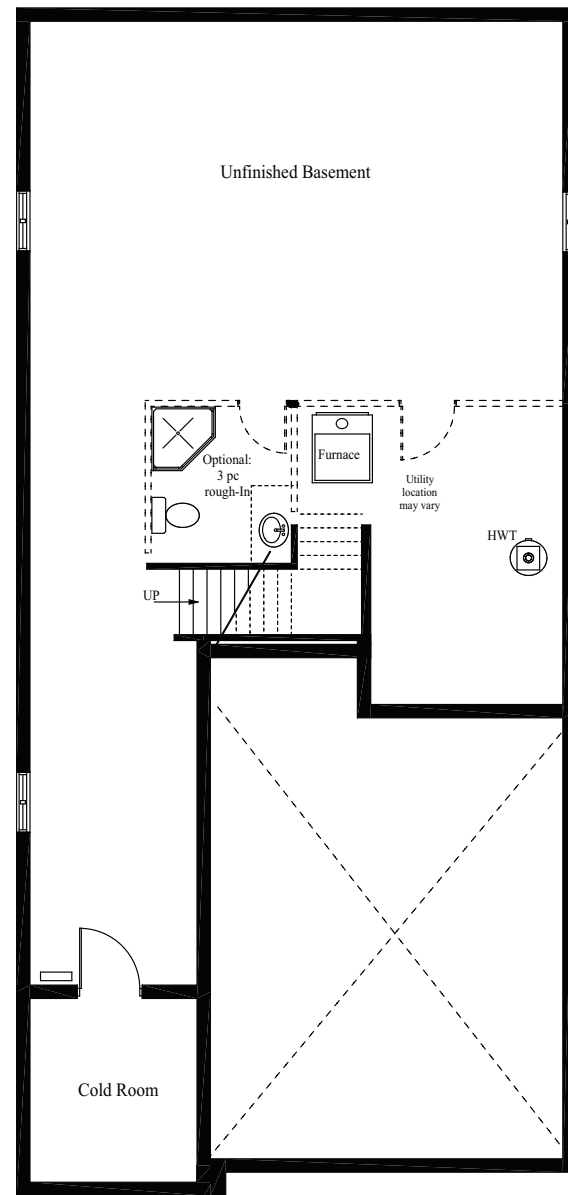 Unfinished Basement
Optional:
3 pc
rough-In
Furnace
Utility
location
may vary
HWT
UP
Cold Room